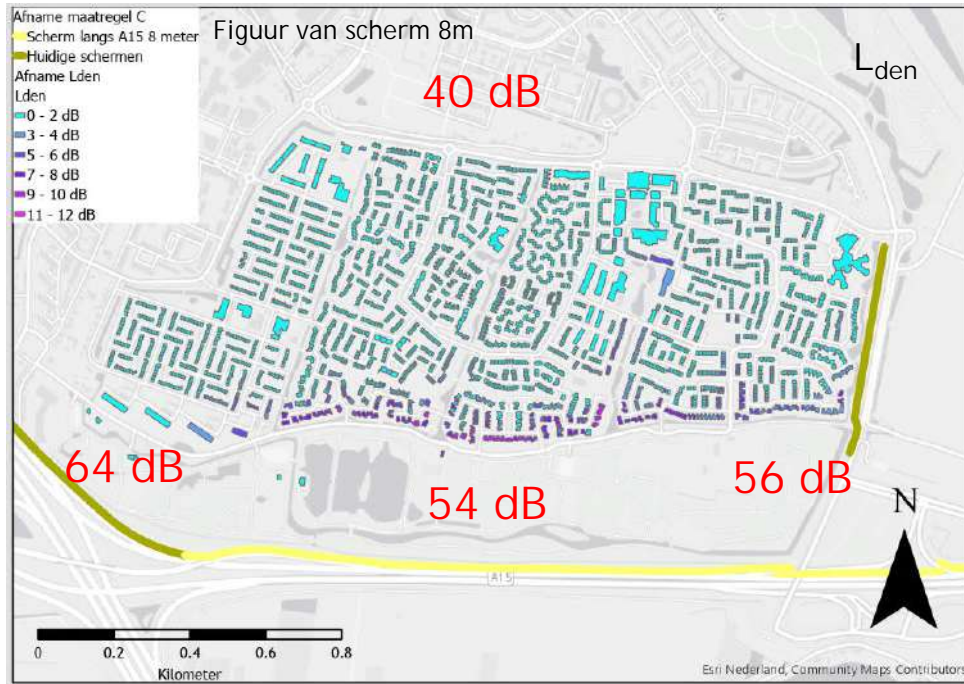 Afname maatregel C
Scherm langs A15 8 meter
Huidige schermen
Afname Lden
Lden
0 - 2 dB
3 - 4 dB
5 - 6 dB
7 - 8 dB
9 - 10 dB
11 - 12 dB
Figuur van scherm 8m
Lden
40 dB
64 dB
54 dB
56 dB
N
A15
0 0.2 0.4 0.6 0.8
Kilometer
Esri Nederland, Community Maps Contributors